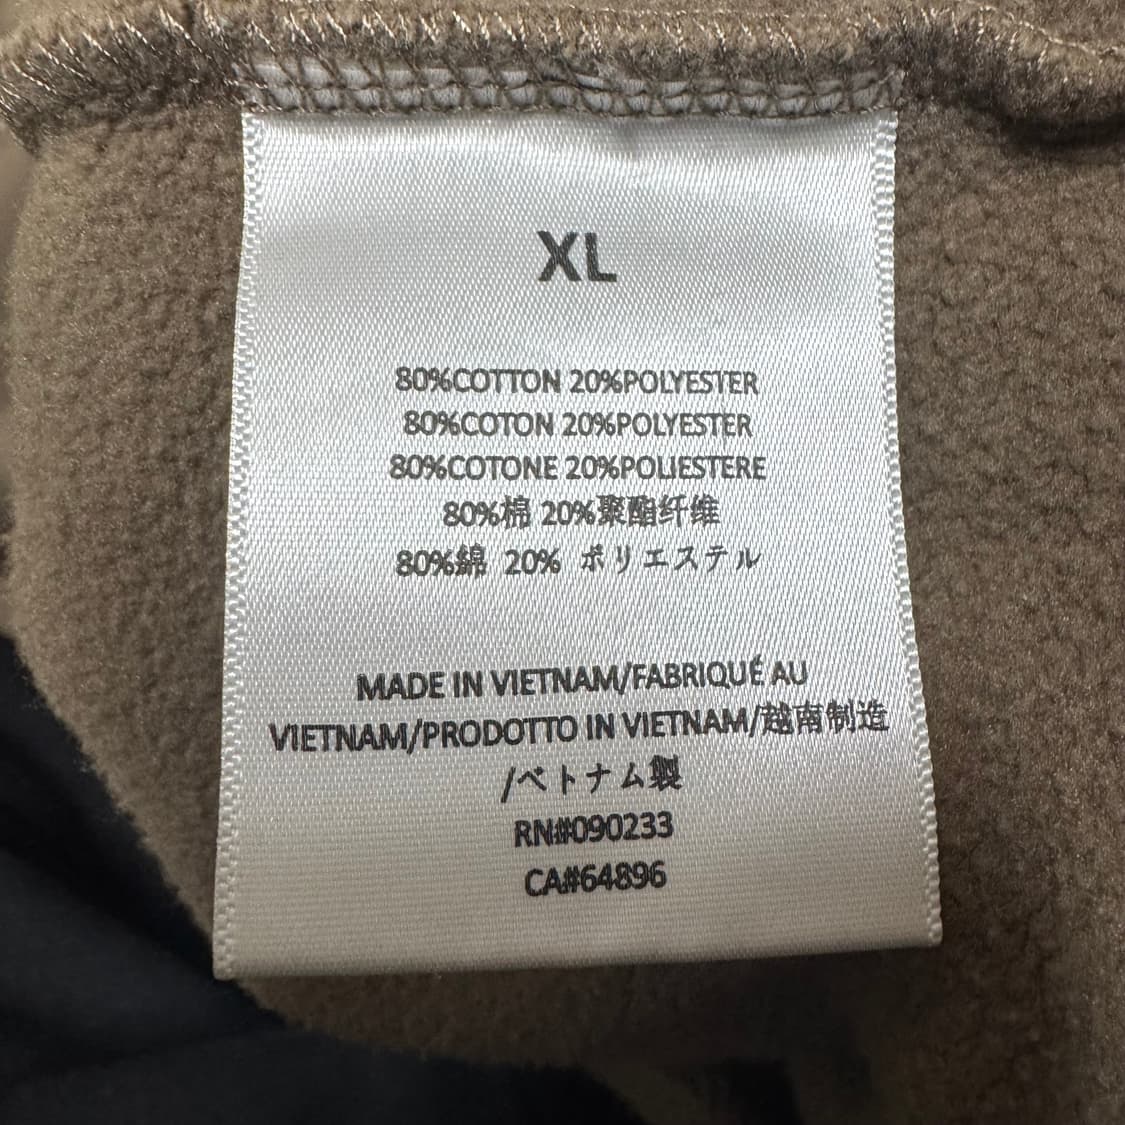 XL
80%COTTON 20%POLYESTER
80%COTON 20%POLYESTER
80%COTONE 20%POLIESTERE
80%棉 20%聚酯纤维
80%綿 20% ポリエステル
MADE IN VIETNAM/FABRIQUÉ AU
VIETNAM/PRODOTTO IN VIETNAM/越南制造
/ベトナム製
RN#090233
CA#64896